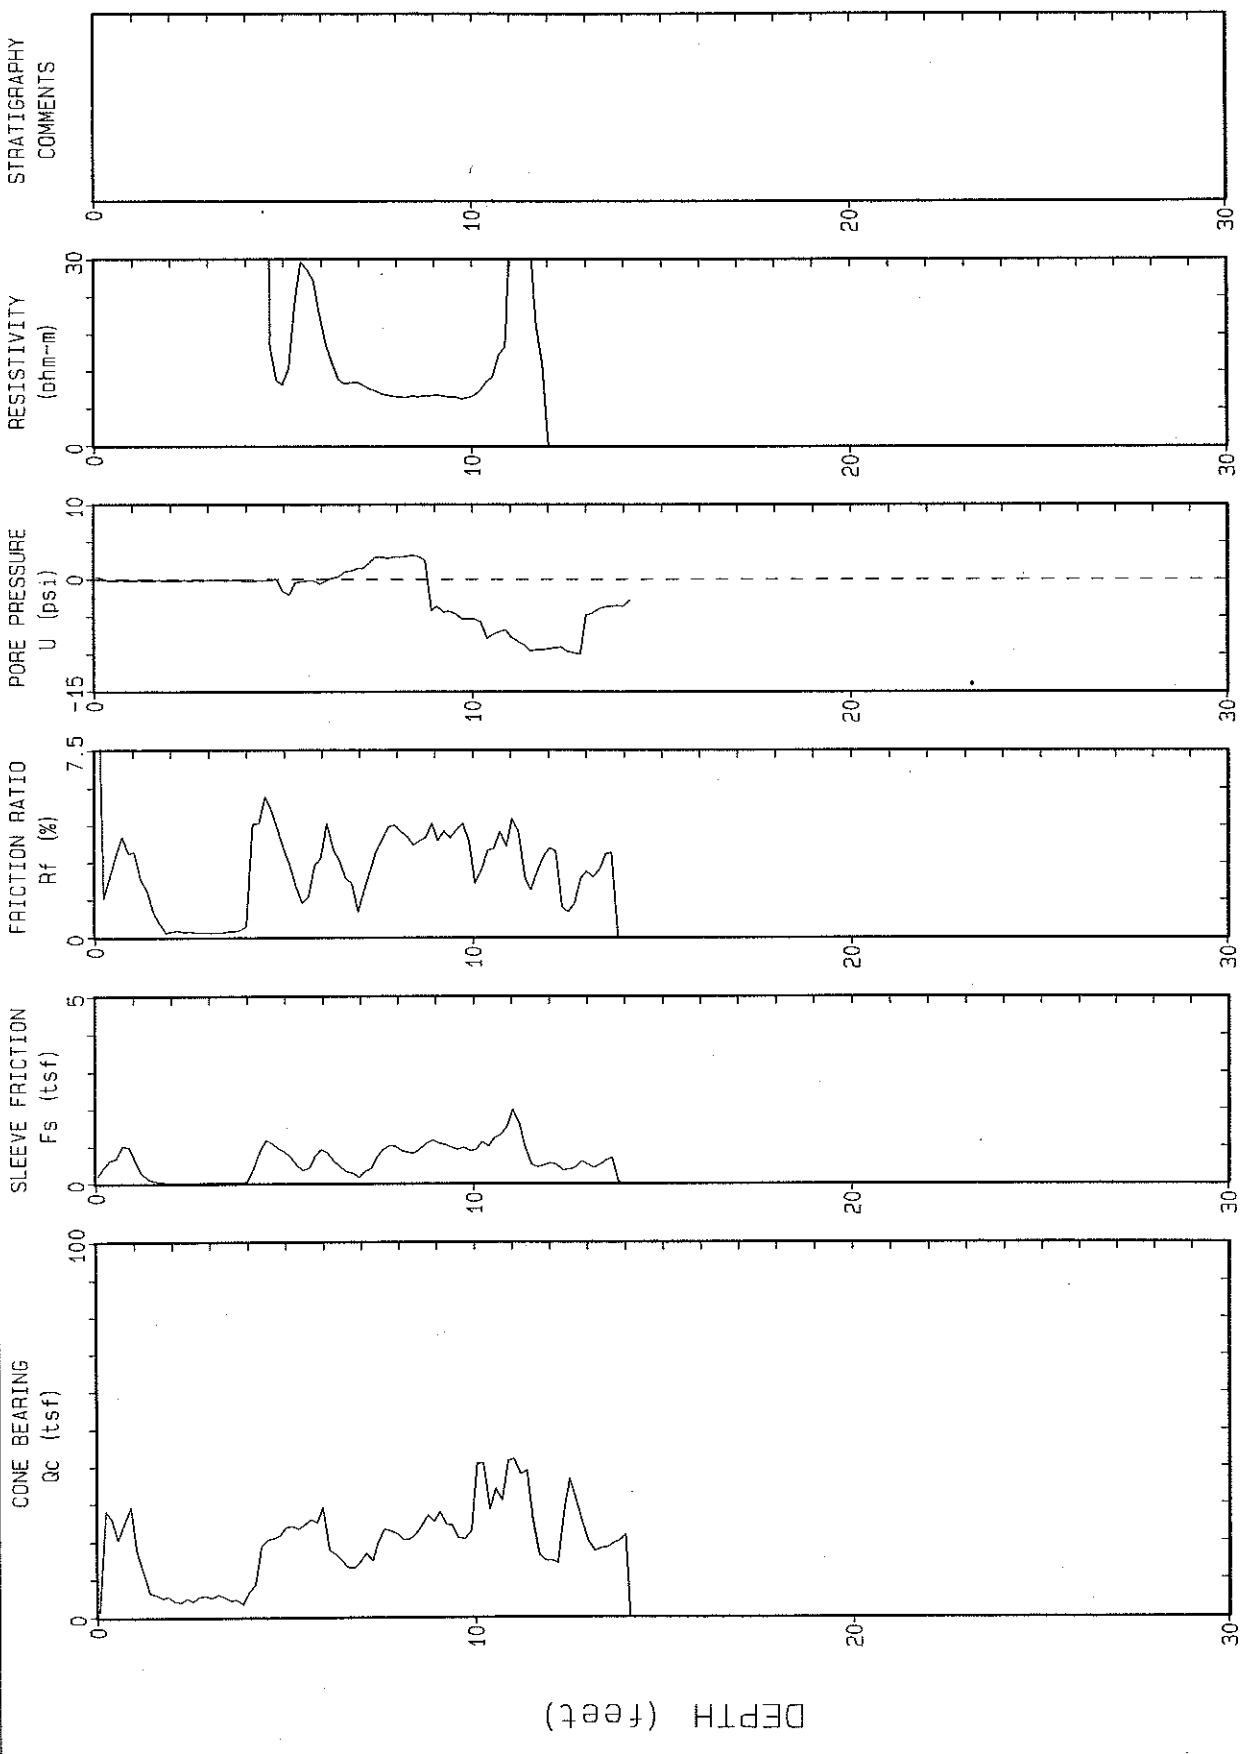 STRATIGRAPHY
COMMENTS
0
10
20
30
RESISTIVITY
(ohm-m)
0
30
0
10
20
30
PORE PRESSURE
U (psi)
-15
0
10
0
10
20
30
FRICTION RATIO
Rf (%)
0
7.5
0
10
20
30
SLEEVE FRICTION
Fs (tsf)
0
5
0
10
20
30
CONE BEARING
Qc (tsf)
0
100
0
10
20
30
DEPTH (feet)